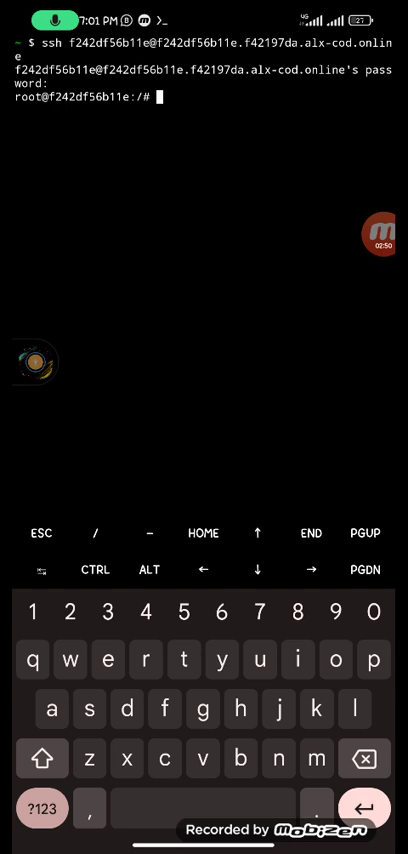 7:01 PM
4G
27
~ $ ssh f242df56b11e@f242df56b11e.f42197da.alx-cod.onlin
e
f242df56b11e@f242df56b11e.f42197da.alx-cod.online's pass
word:
root@f242df56b11e:/#
02:50
ESC / – HOME ↑ END PGUP
↹ CTRL ALT ← ↓ → PGDN
1 2 3 4 5 6 7 8 9 0
q w e r t y u i o p
a s d f g h j k l
z x c v b n m
?123 , .
Recorded by mobizen